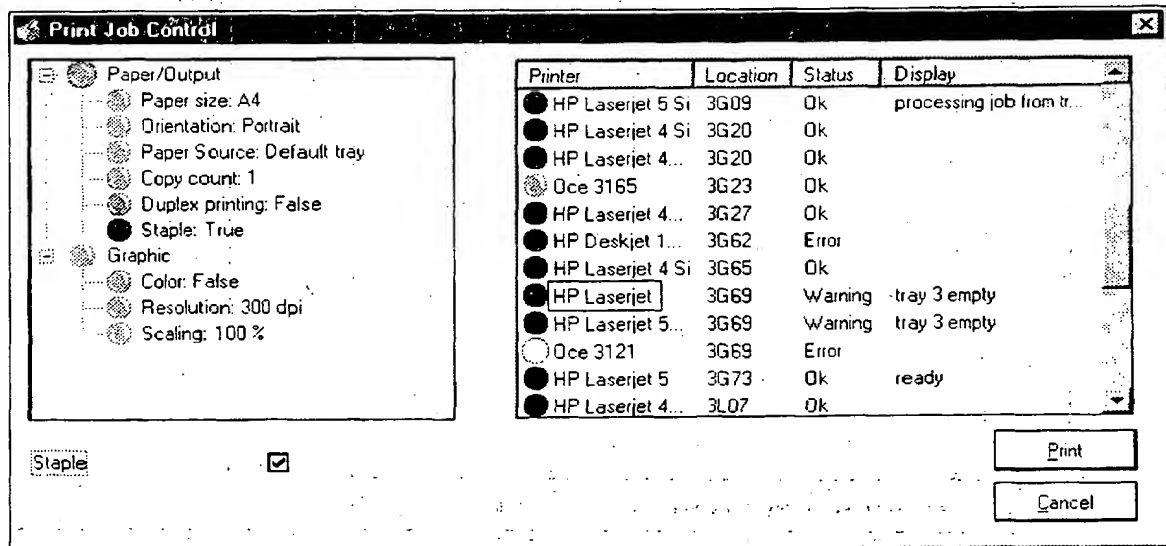 Print Job Control
Paper/Output
Paper size: A4
Orientation: Portrait
Paper Source: Default tray
Copy count: 1
Duplex printing: False
Staple: True
Graphic
Color: False
Resolution: 300 dpi
Scaling: 100 %
Printer Location Status Display
HP Laserjet 5 Si 3G09 Ok processing job from tr...
HP Laserjet 4 Si 3G20 Ok
HP Laserjet 4... 3G20 Ok
Oce 3165 3G23 Ok
HP Laserjet 4... 3G27 Ok
HP Deskjet 1... 3G62 Error
HP Laserjet 4 Si 3G65 Ok
HP Laserjet 3G69 Warning tray 3 empty
HP Laserjet 5... 3G69 Warning tray 3 empty
Oce 3121 3G69 Error
HP Laserjet 5 3G73 Ok ready
HP Laserjet 4... 3L07 Ok
Staple
Print
Cancel